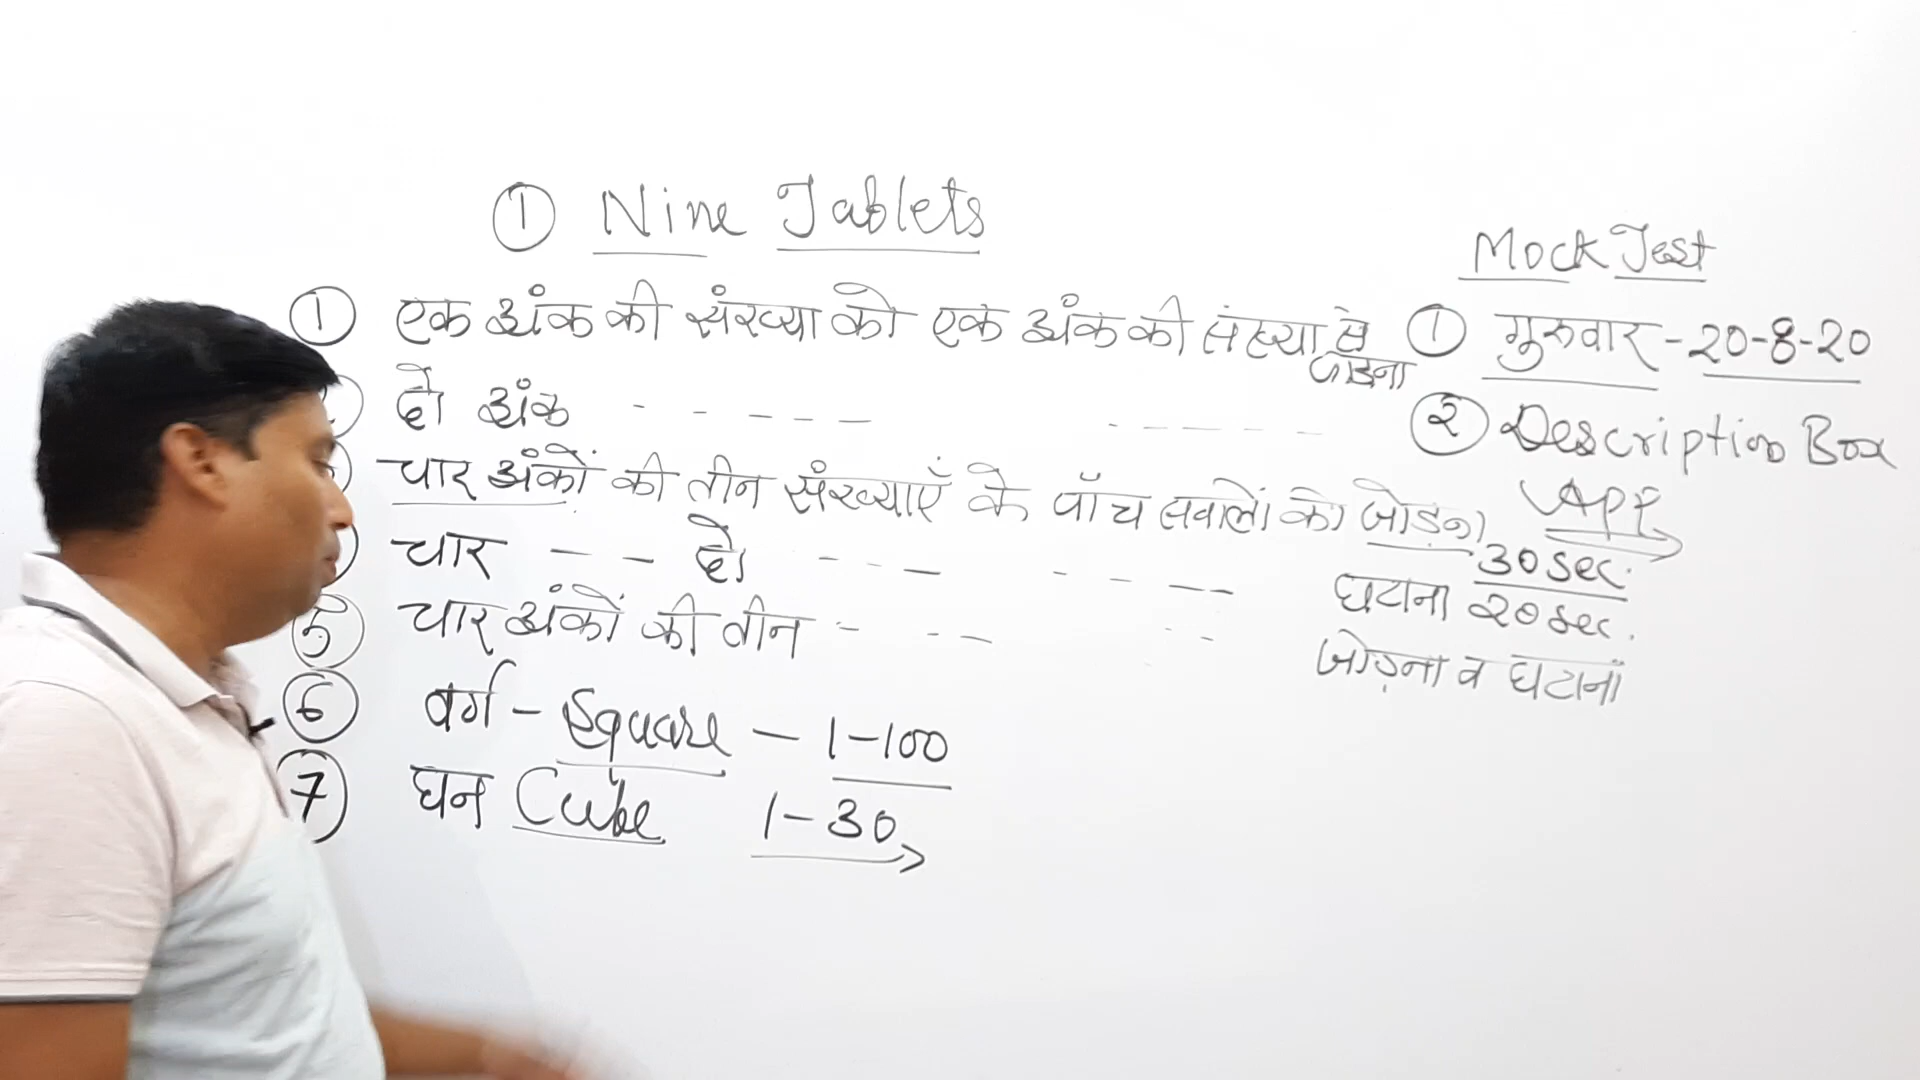 ① Nine Tablets
① एक अंक की संख्या को एक अंक की संख्या से
जोड़ना
दो अंक - - - - - - - - - -
चार अंकों की तीन संख्याएँ के पाँच सवालों को जोड़ना
30 sec.
चार - - दो - - - - - - - घटाना 20 sec.
5 चार अंकों की तीन - - - - - जोड़ना व घटाना
⑥ वर्ग - Square - 1-100
⑦ घन Cube 1-30
Mock Test
① गुरुवार - 20-8-20
② Description Box
App